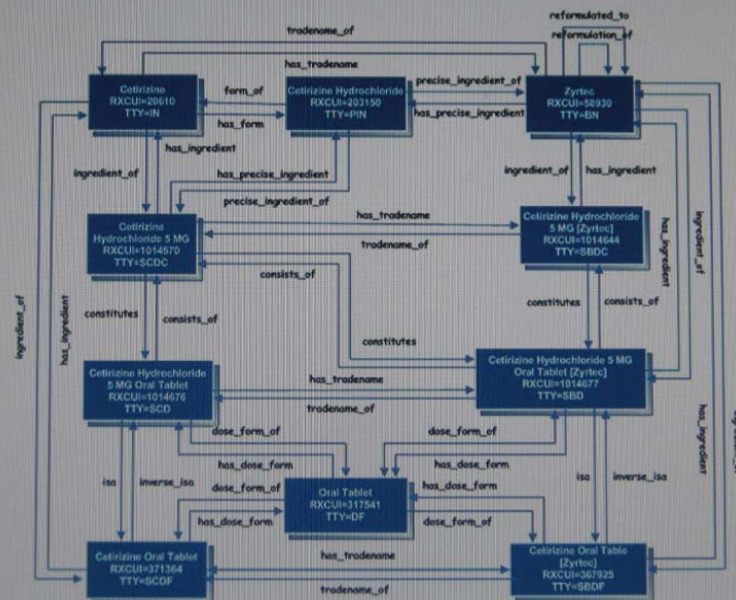 reformulated_to
tradename_of
reformulation_of
has_tradename
Cetirizine
RXCUI=20610
TTY=IN
form_of
has_form
Cetirizine Hydrochloride
RXCUI=203150
TTY=PIN
precise_ingredient_of
has_precise_ingredient
Zyrtec
RXCUI=58930
TTY=BN
has_ingredient
ingredient_of
has_precise_ingredient
precise_ingredient_of
ingredient_of
has_ingredient
Cetirizine
Hydrochloride 5 MG
RXCUI=1014570
TTY=SCDC
has_tradename
tradename_of
Cetirizine Hydrochloride
5 MG [Zyrtec]
RXCUI=1014644
TTY=SBDC
has_ingredient
ingredient_of
consists_of
constitutes
constitutes
consists_of
constitutes
consists_of
ingredient_of
has_ingredient
Cetirizine Hydrochloride
5 MG Oral Tablet
RXCUI=1014676
TTY=SCD
has_tradename
tradename_of
Cetirizine Hydrochloride 5 MG
Oral Tablet [Zyrtec]
RXCUI=1014677
TTY=SBD
has_ingredient
dose_form_of
has_dose_form
dose_form_of
has_dose_form
isa
inverse_isa
dose_form_of
has_dose_form
Oral Tablet
RXCUI=317541
TTY=DF
has_dose_form
dose_form_of
isa
inverse_isa
Cetirizine Oral Tablet
RXCUI=371364
TTY=SCDF
has_tradename
tradename_of
Cetirizine Oral Table
[Zyrtec]
RXCUI=367925
TTY=SBDF